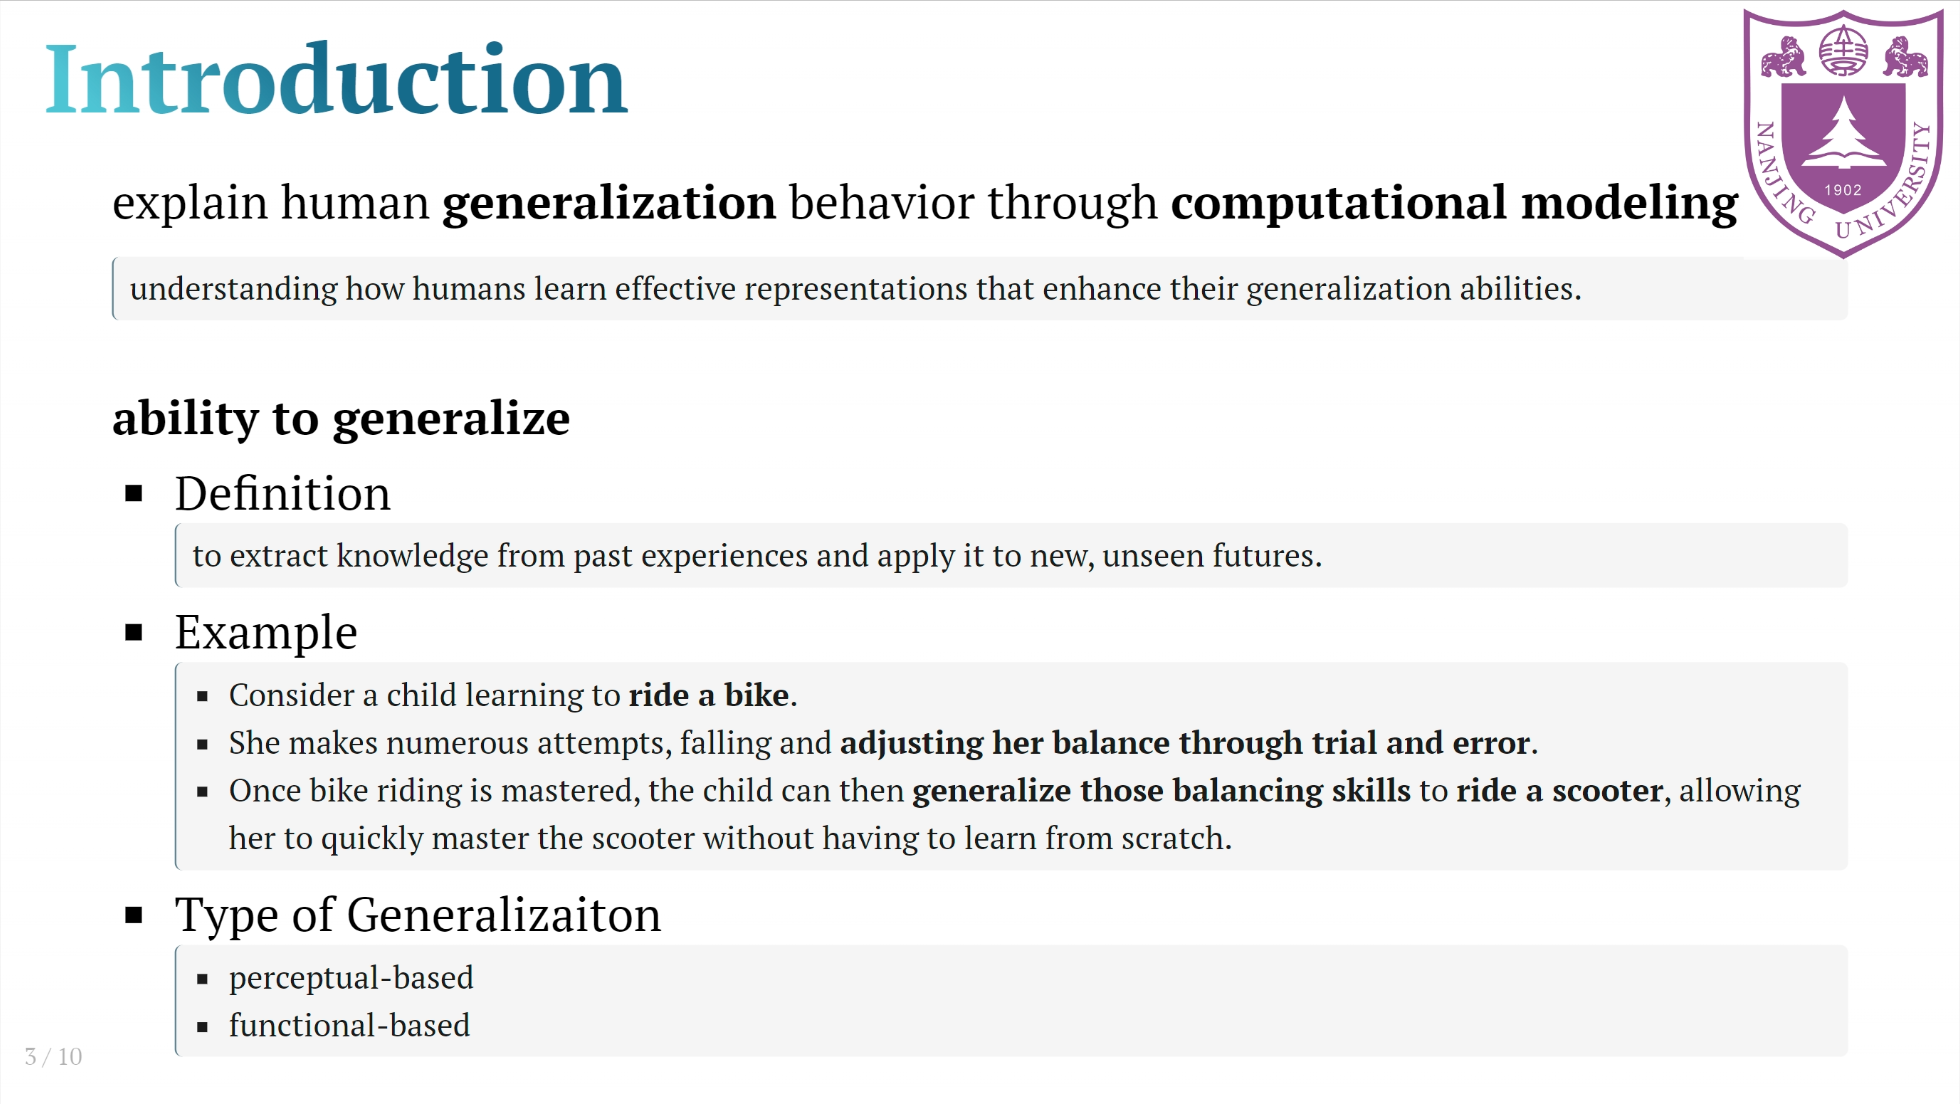 Introduction
explain human generalization behavior through computational modeling
understanding how humans learn effective representations that enhance their generalization abilities.
ability to generalize
Definition
to extract knowledge from past experiences and apply it to new, unseen futures.
Example
Consider a child learning to ride a bike.
She makes numerous attempts, falling and adjusting her balance through trial and error.
Once bike riding is mastered, the child can then generalize those balancing skills to ride a scooter, allowing
her to quickly master the scooter without having to learn from scratch.
Type of Generalizaiton
perceptual-based
functional-based
3 / 10
1902
NANJING UNIVERSITY